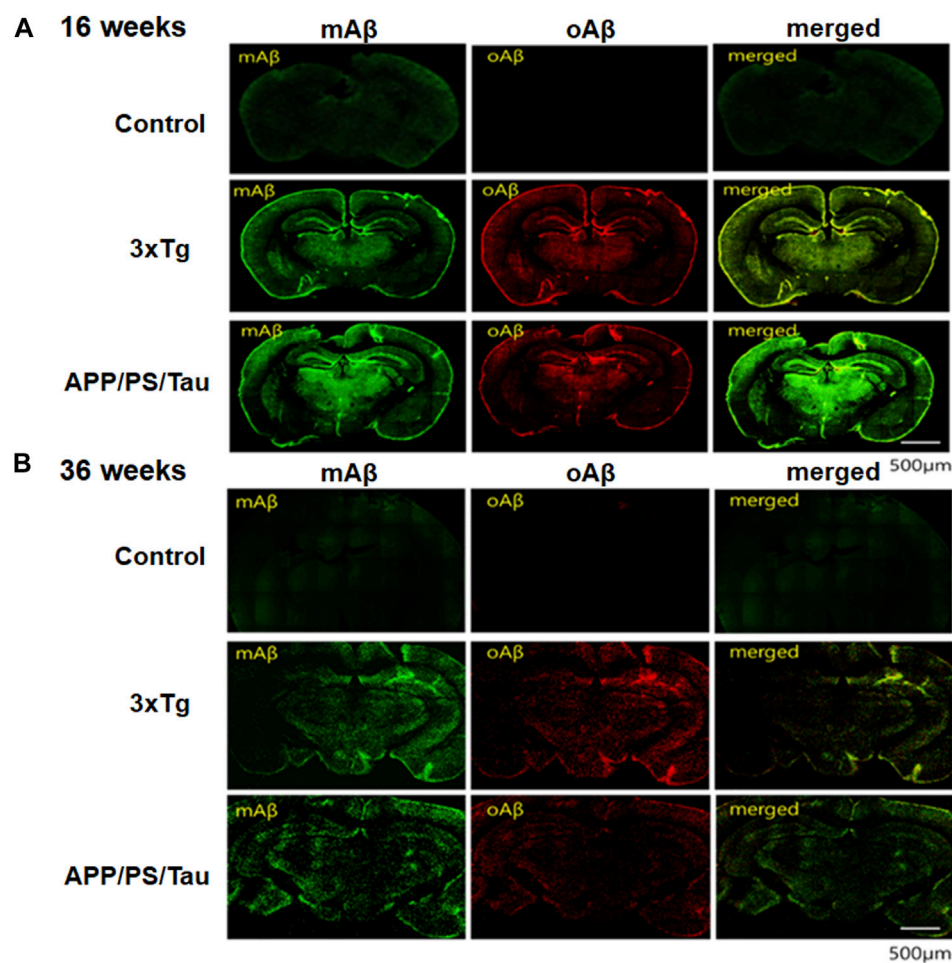 A 16 weeks
mAβ oAβ merged
Control
mAβ oAβ merged
3xTg
mAβ oAβ merged
APP/PS/Tau
mAβ oAβ merged
500μm
B 36 weeks
mAβ oAβ merged
Control
mAβ oAβ merged
3xTg
mAβ oAβ merged
APP/PS/Tau
mAβ oAβ merged
500μm